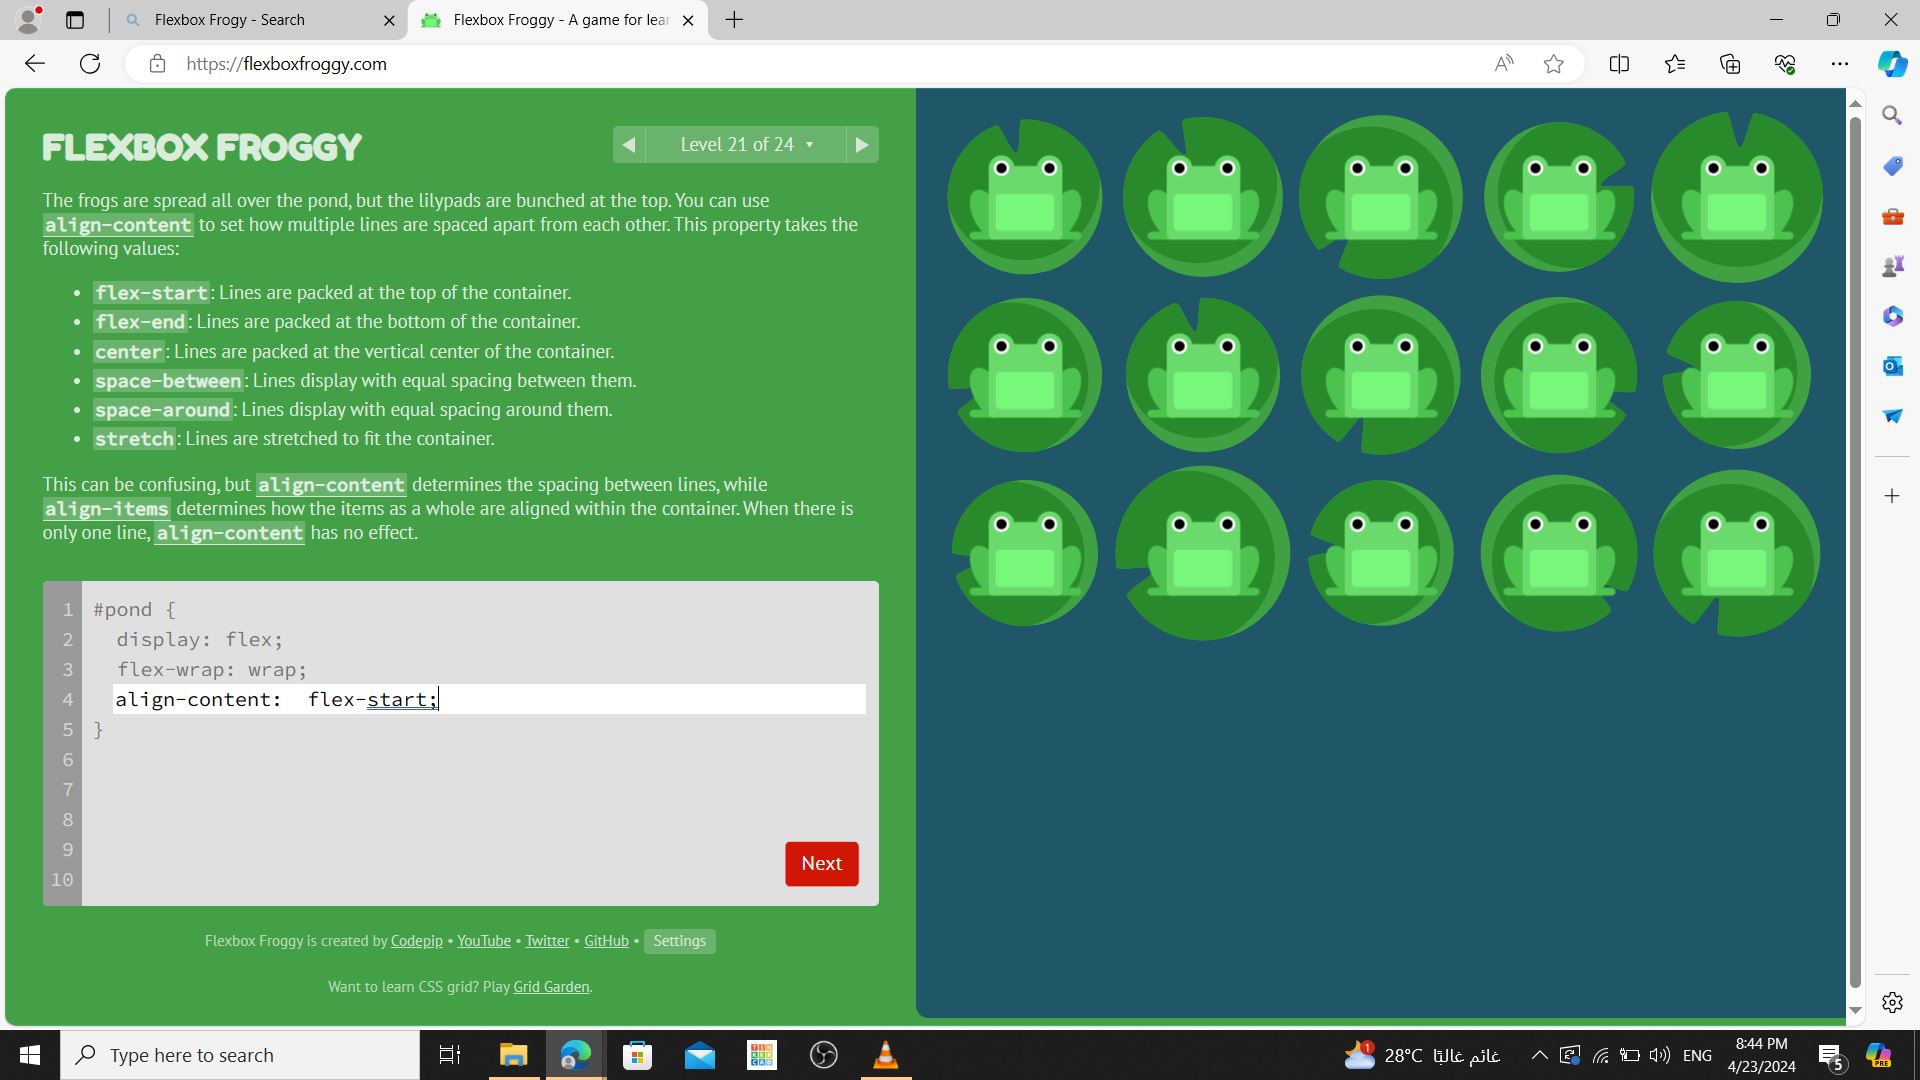 Flexbox Frogy - Search
Flexbox Froggy - A game for lear
https://flexboxfroggy.com
FLEXBOX FROGGY
Level 21 of 24
The frogs are spread all over the pond, but the lilypads are bunched at the top. You can use
align-content to set how multiple lines are spaced apart from each other. This property takes the
following values:
• flex-start: Lines are packed at the top of the container.
• flex-end: Lines are packed at the bottom of the container.
• center: Lines are packed at the vertical center of the container.
• space-between: Lines display with equal spacing between them.
• space-around: Lines display with equal spacing around them.
• stretch: Lines are stretched to fit the container.
This can be confusing, but align-content determines the spacing between lines, while
align-items determines how the items as a whole are aligned within the container. When there is
only one line, align-content has no effect.
1 #pond {
2 display: flex;
3 flex-wrap: wrap;
4 align-content:  flex-start;
5 }
6
7
8
9
10
Next
Flexbox Froggy is created by Codepip • YouTube • Twitter • GitHub • Settings
Want to learn CSS grid? Play Grid Garden.
Type here to search
1
28°C غائم غالبًا
ENG
8:44 PM
4/23/2024
5
PRE